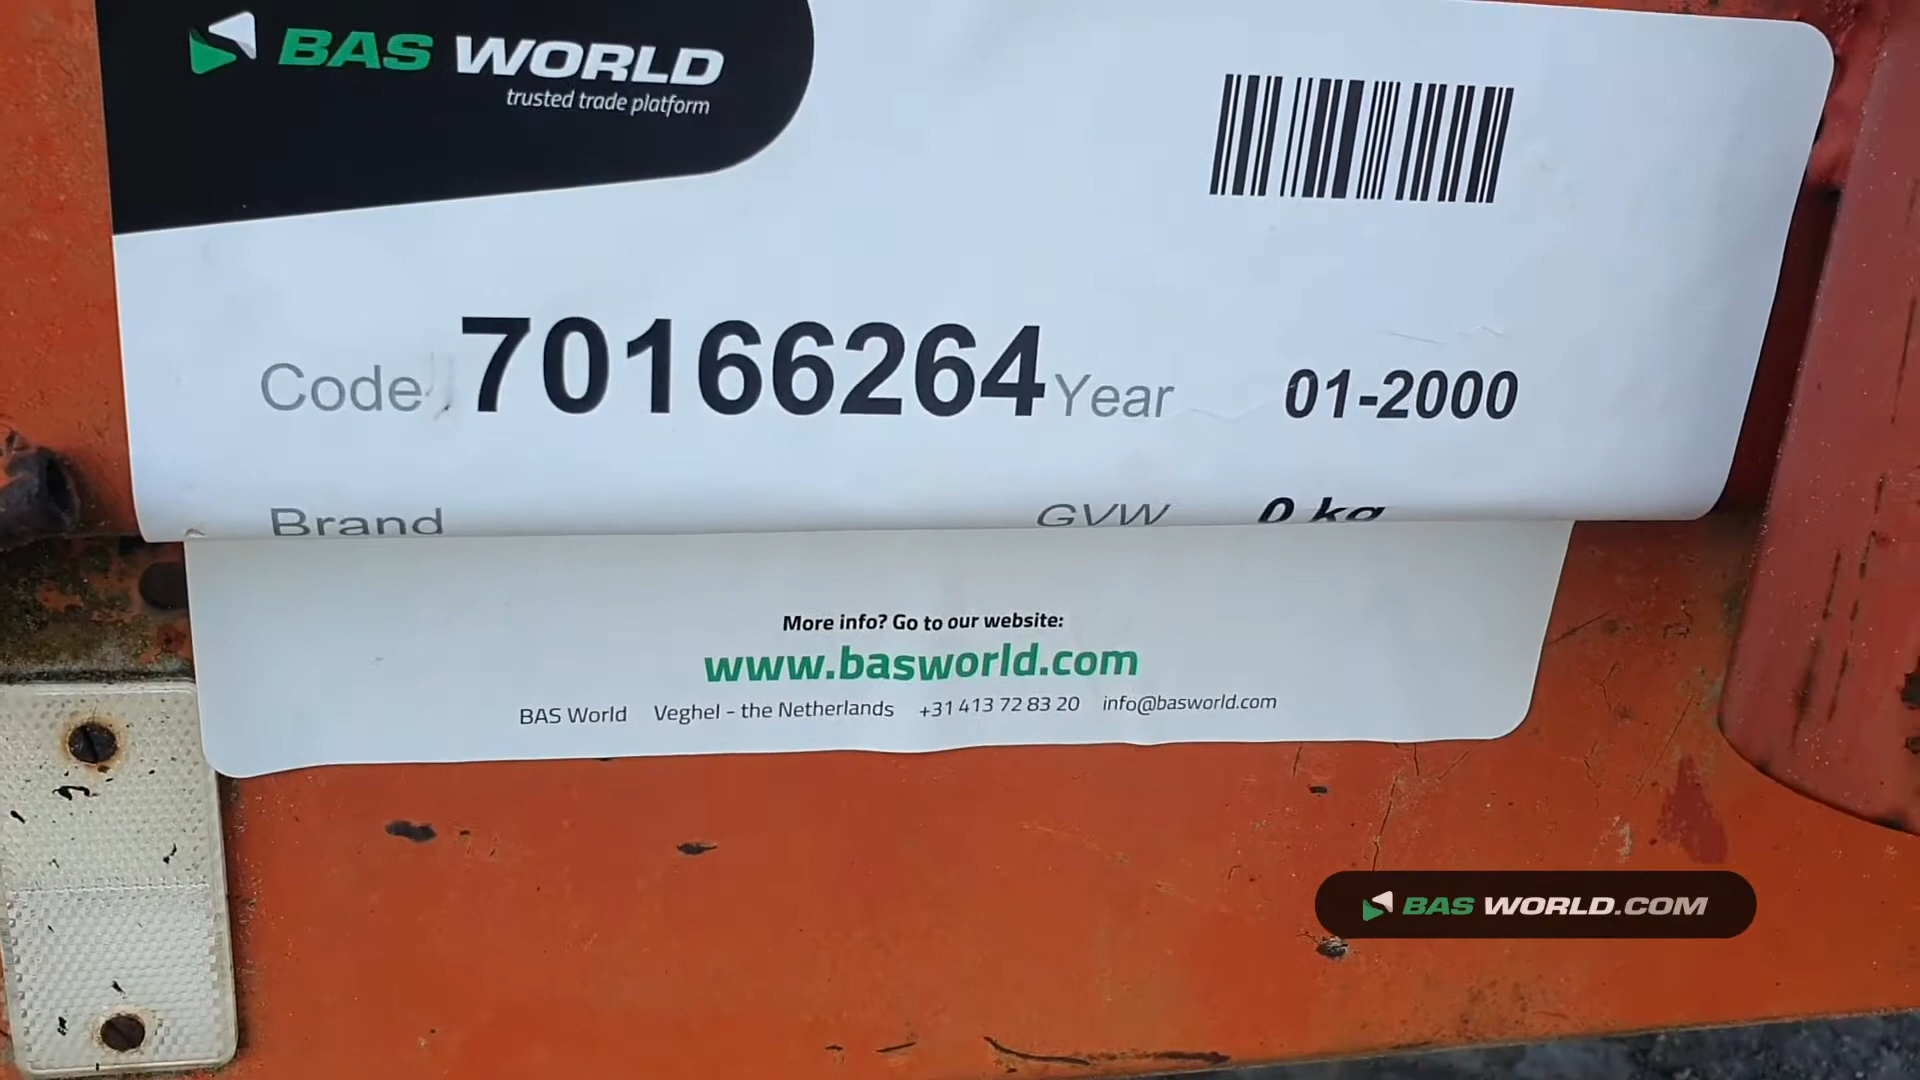 BAS WORLD
trusted trade platform
Code 70166264 Year 01-2000
Brand GVW 0 kg
More info? Go to our website:
www.basworld.com
BAS World Veghel - the Netherlands +31 413 72 83 20 info@basworld.com
BAS WORLD.COM